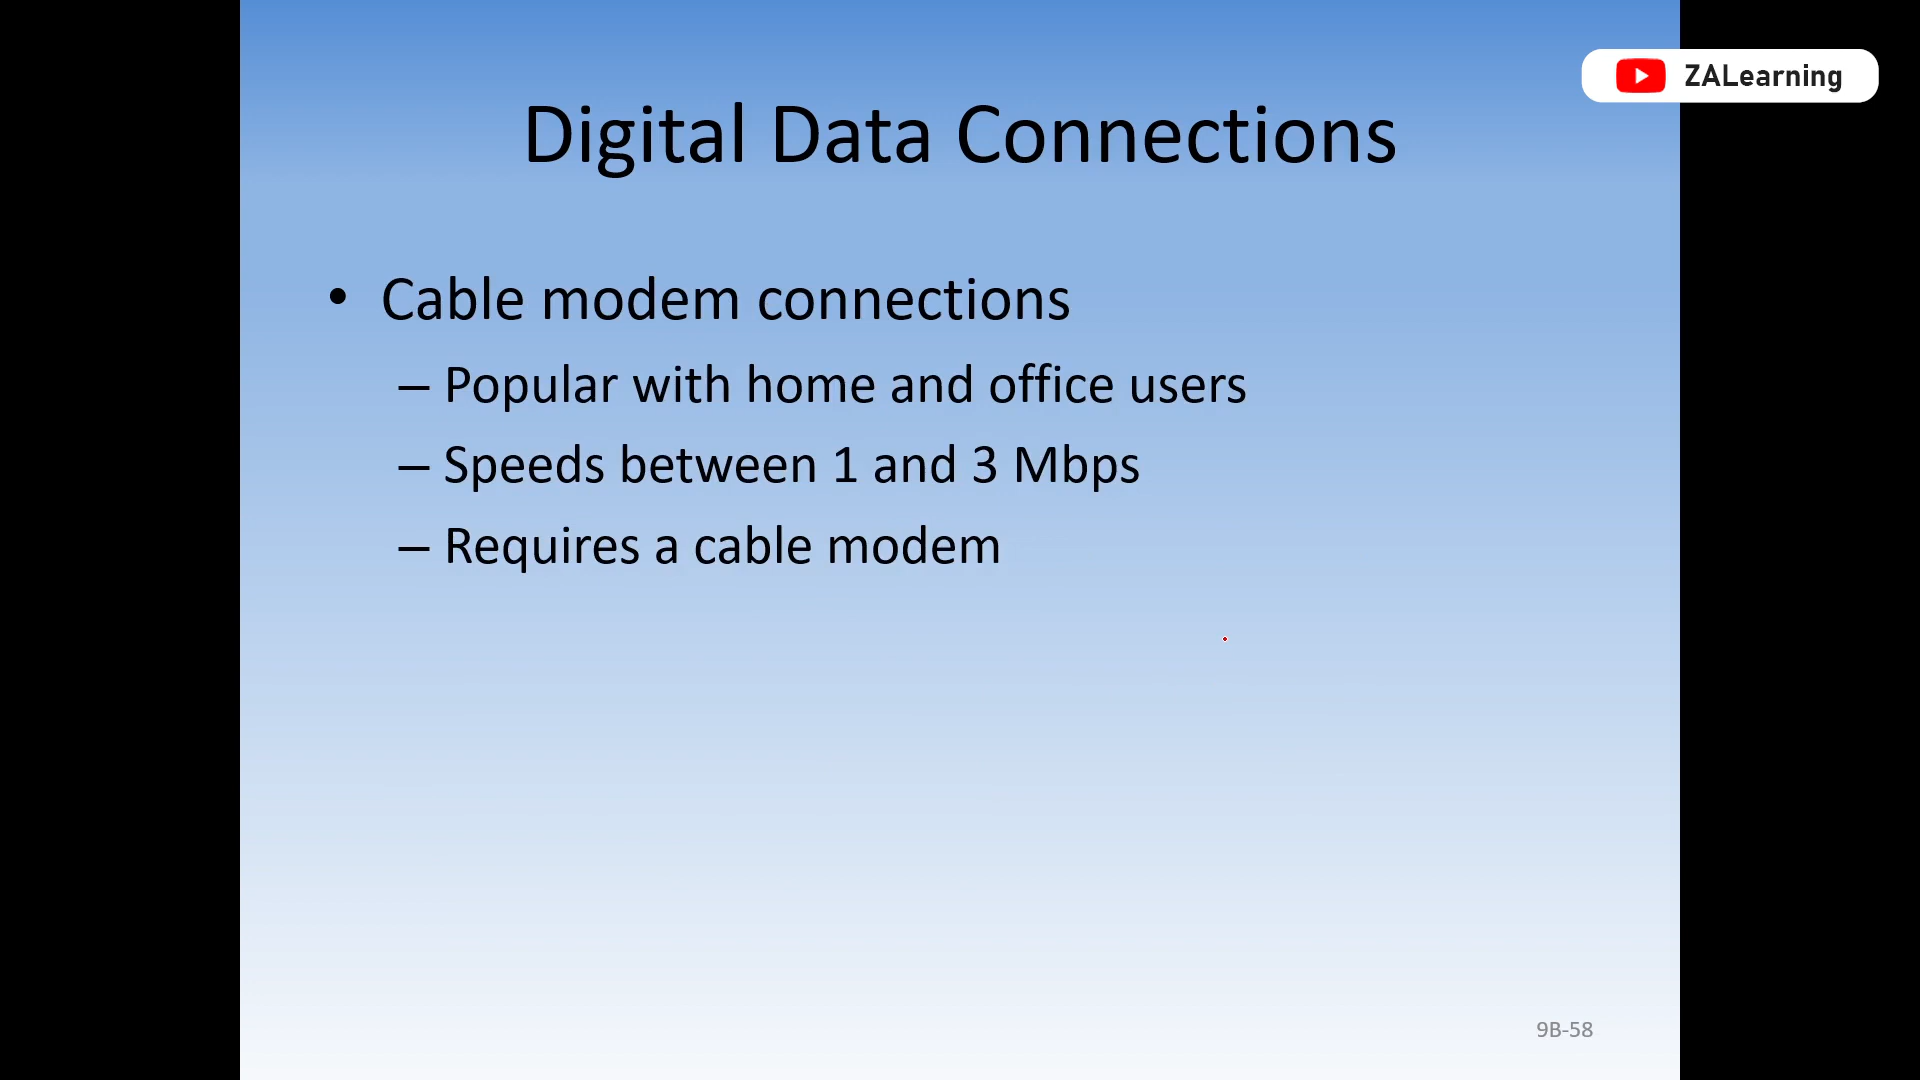 ZALearning
Digital Data Connections
• Cable modem connections
– Popular with home and office users
– Speeds between 1 and 3 Mbps
– Requires a cable modem
9B-58